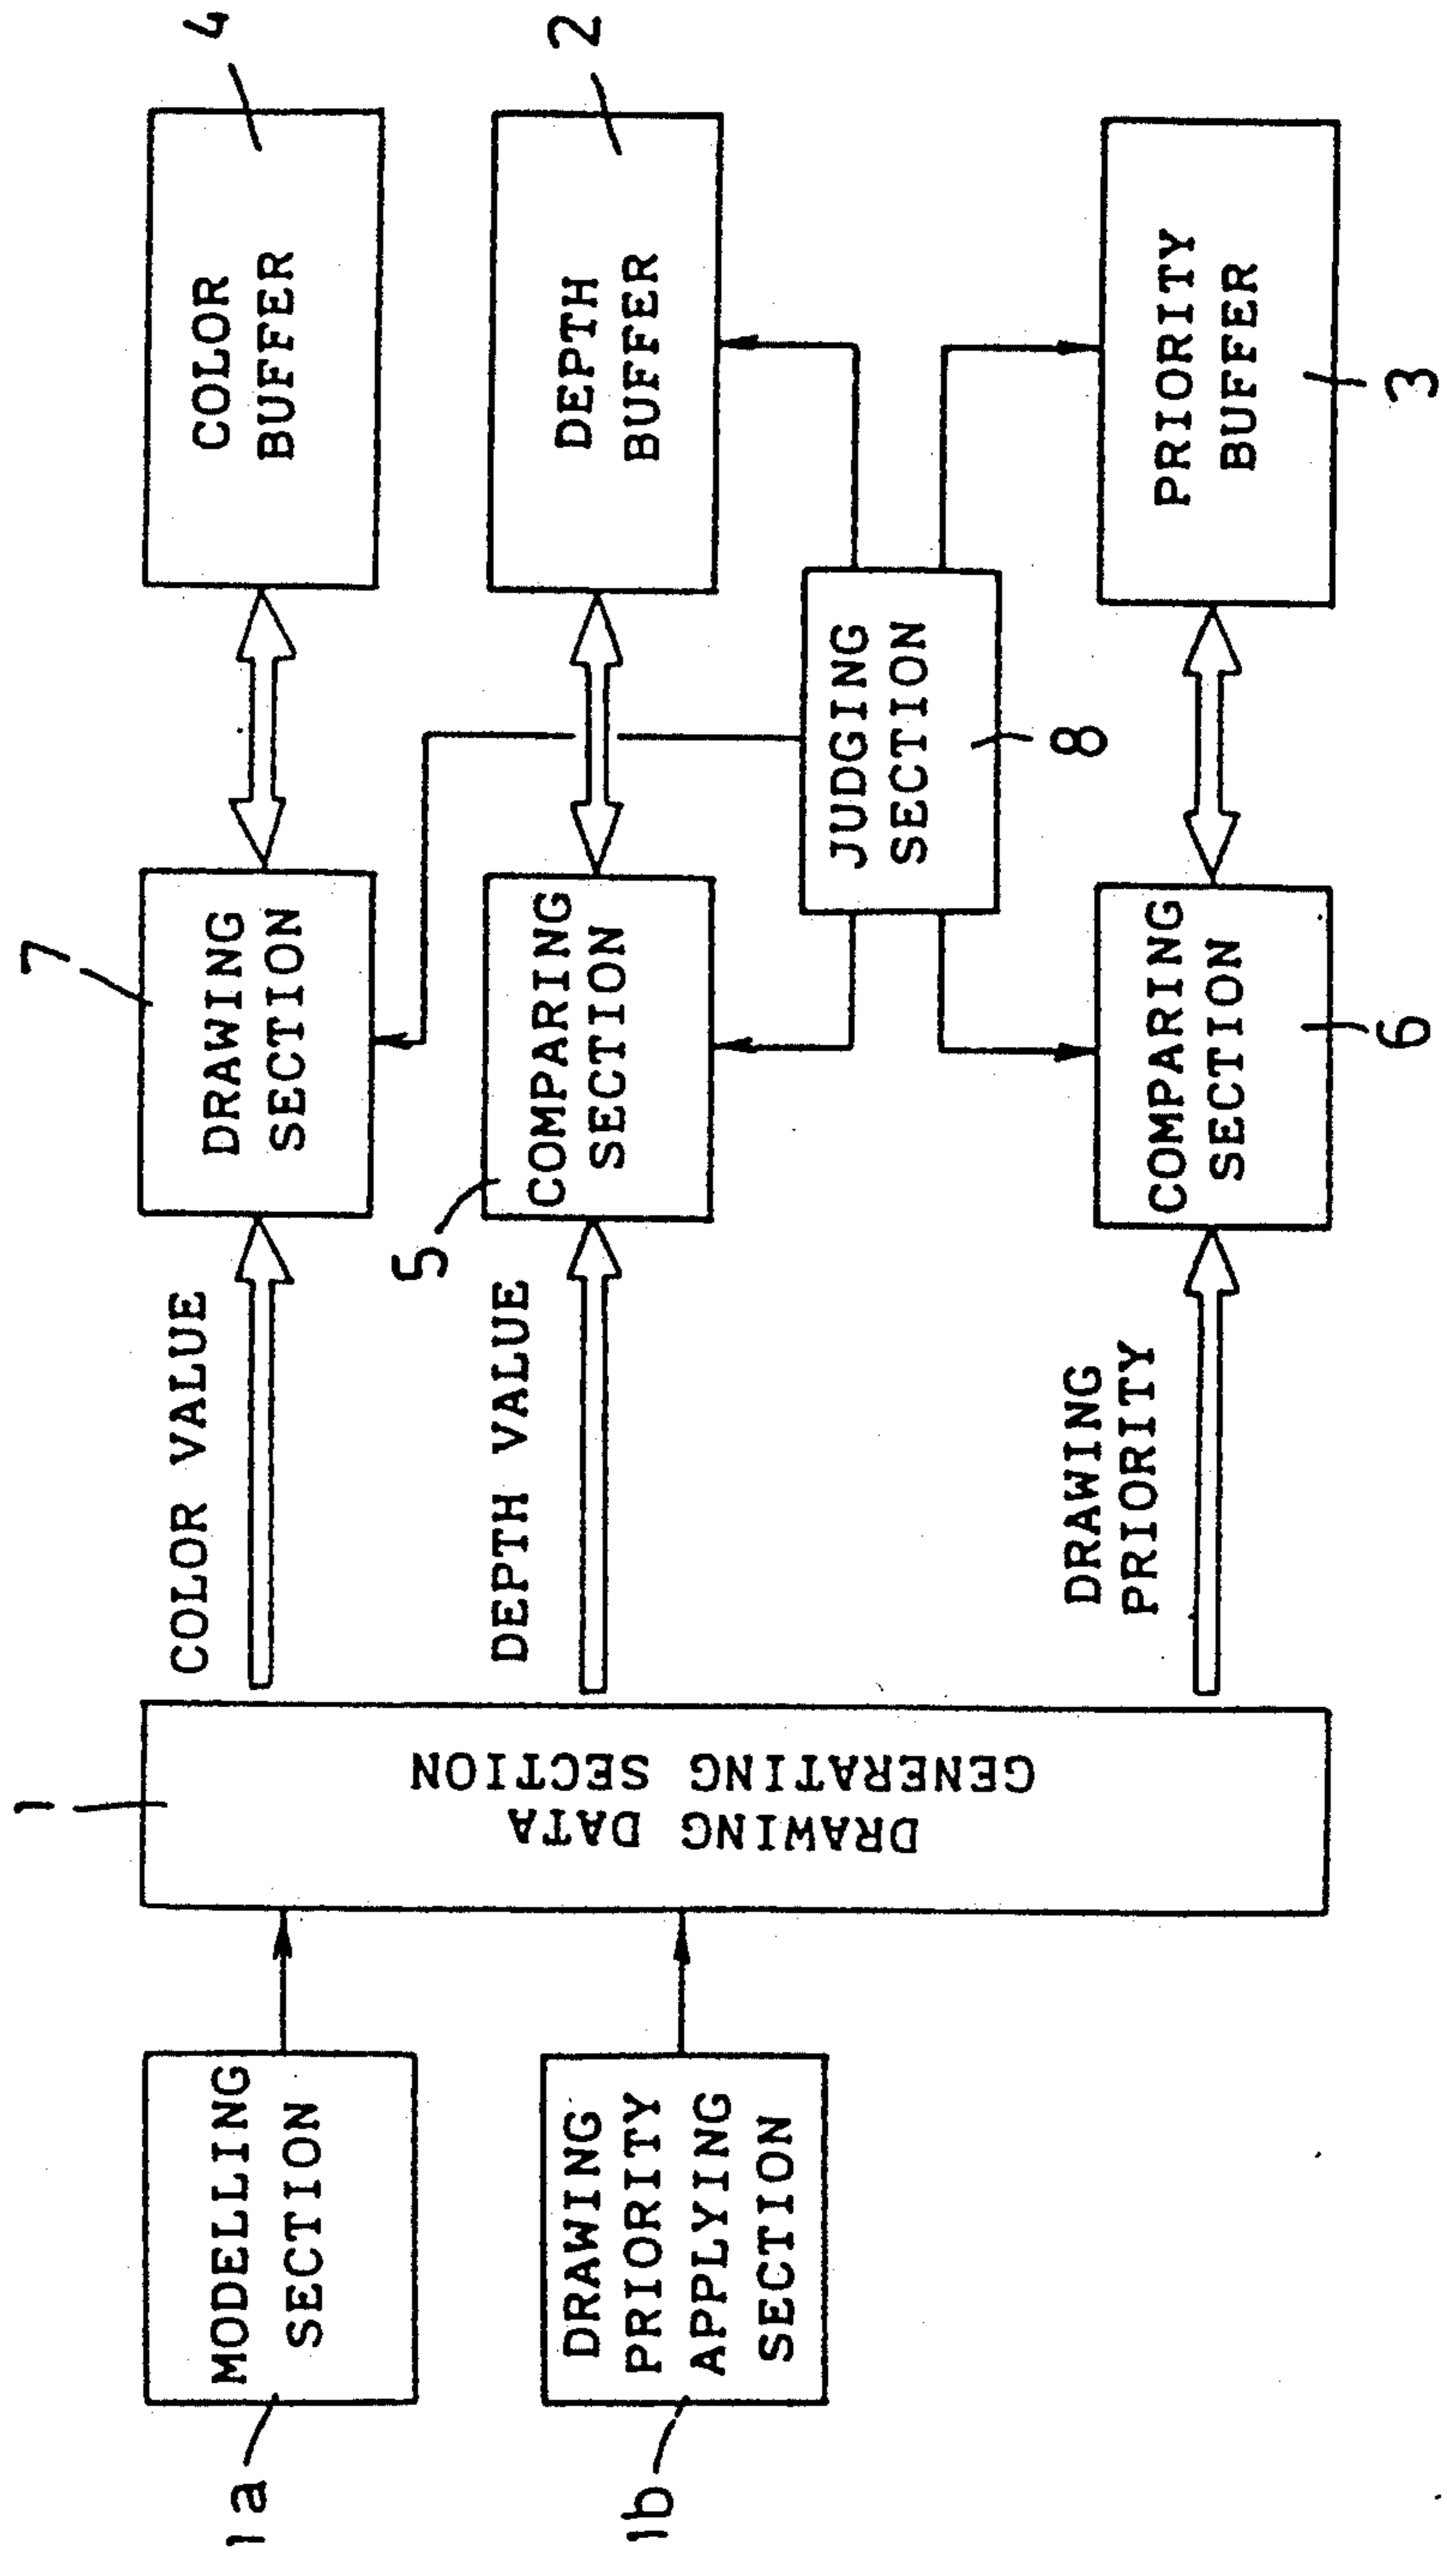 1a
MODELLING
SECTION
1b
DRAWING
PRIORITY
APPLYING
SECTION
1
DRAWING DATA
GENERATING SECTION
COLOR VALUE
DEPTH VALUE
DRAWING
PRIORITY
7
DRAWING
SECTION
5
COMPARING
SECTION
COMPARING
SECTION
6
JUDGING
SECTION
8
COLOR
BUFFER
4
DEPTH
BUFFER
2
PRIORITY
BUFFER
3